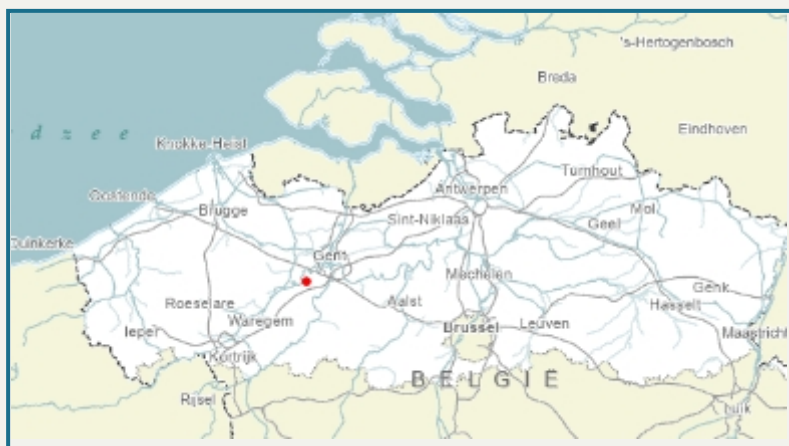 's-Hertogenbosch
Breda
Eindhoven
d z e e
Knokke-Heist
Turnhout
Antwerpen
Oostende
Brugge
Mol
Sint-Niklaas
Geel
Duinkerke
Gent
Mechelen
Genk
Roeselare
Aalst
Hasselt
Waregem
Brussel
Leuven
Ieper
Maastricht
Kortrijk
BELGIË
Rijsel
Luik